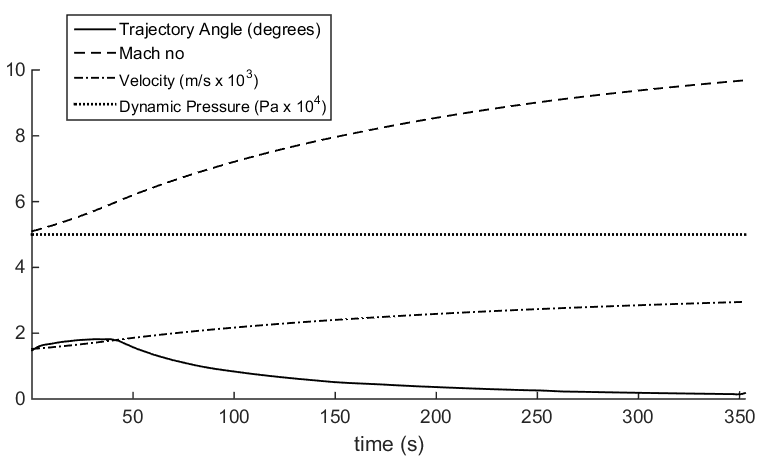 Trajectory Angle (degrees)
Mach no
Velocity (m/s x 10³)
Dynamic Pressure (Pa x 10⁴)
10
8
6
4
2
0
50
100
150
200
250
300
350
time (s)